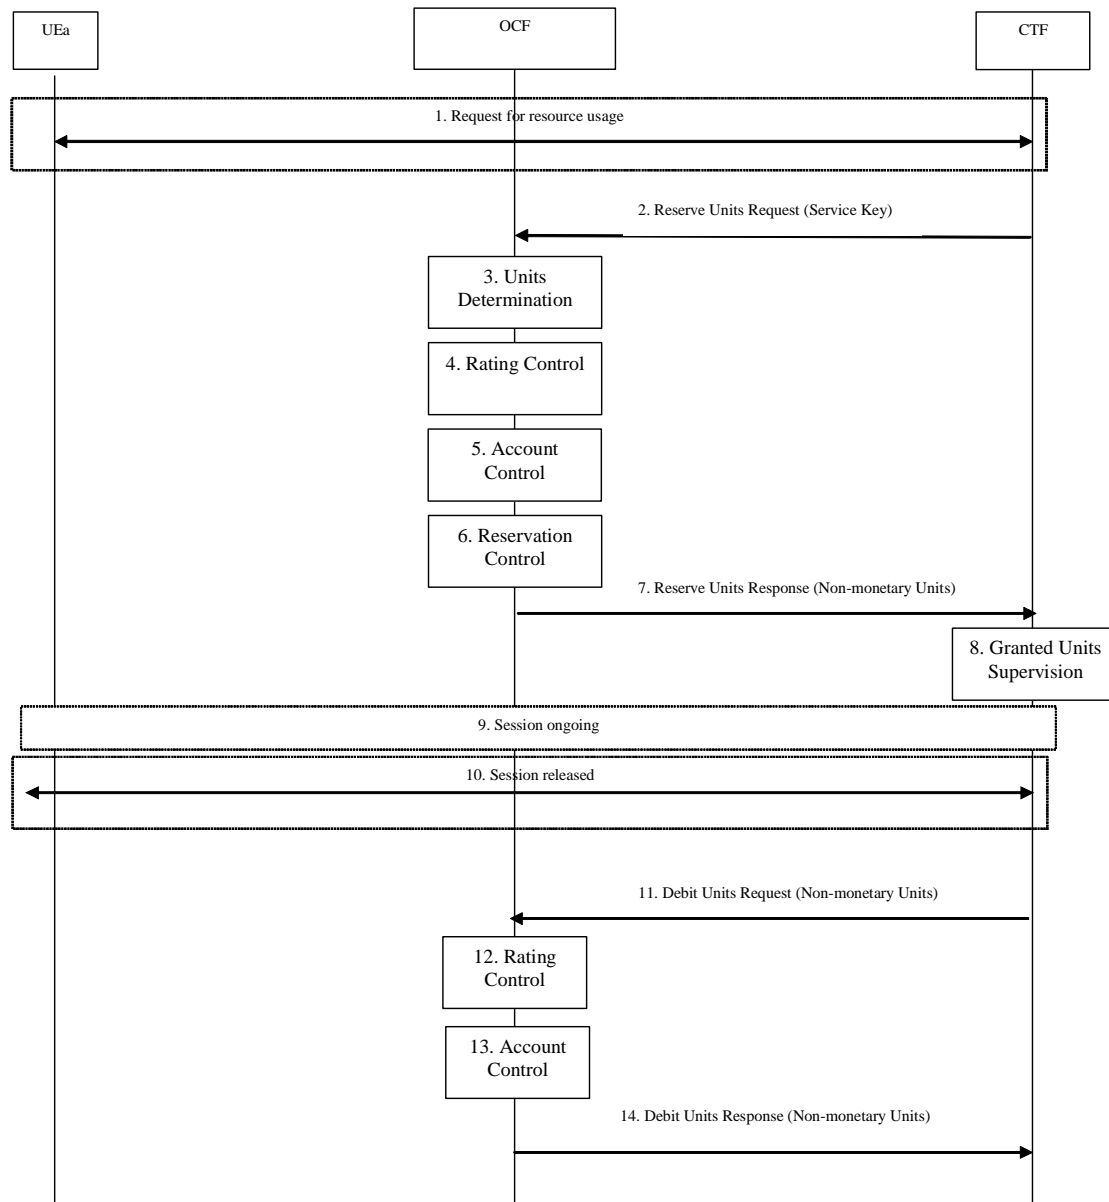 UEa
OCF
CTF
1. Request for resource usage
2. Reserve Units Request (Service Key)
3. Units
Determination
4. Rating Control
5. Account
Control
6. Reservation
Control
7. Reserve Units Response (Non-monetary Units)
8. Granted Units
Supervision
9. Session ongoing
10. Session released
11. Debit Units Request (Non-monetary Units)
12. Rating
Control
13. Account
Control
14. Debit Units Response (Non-monetary Units)